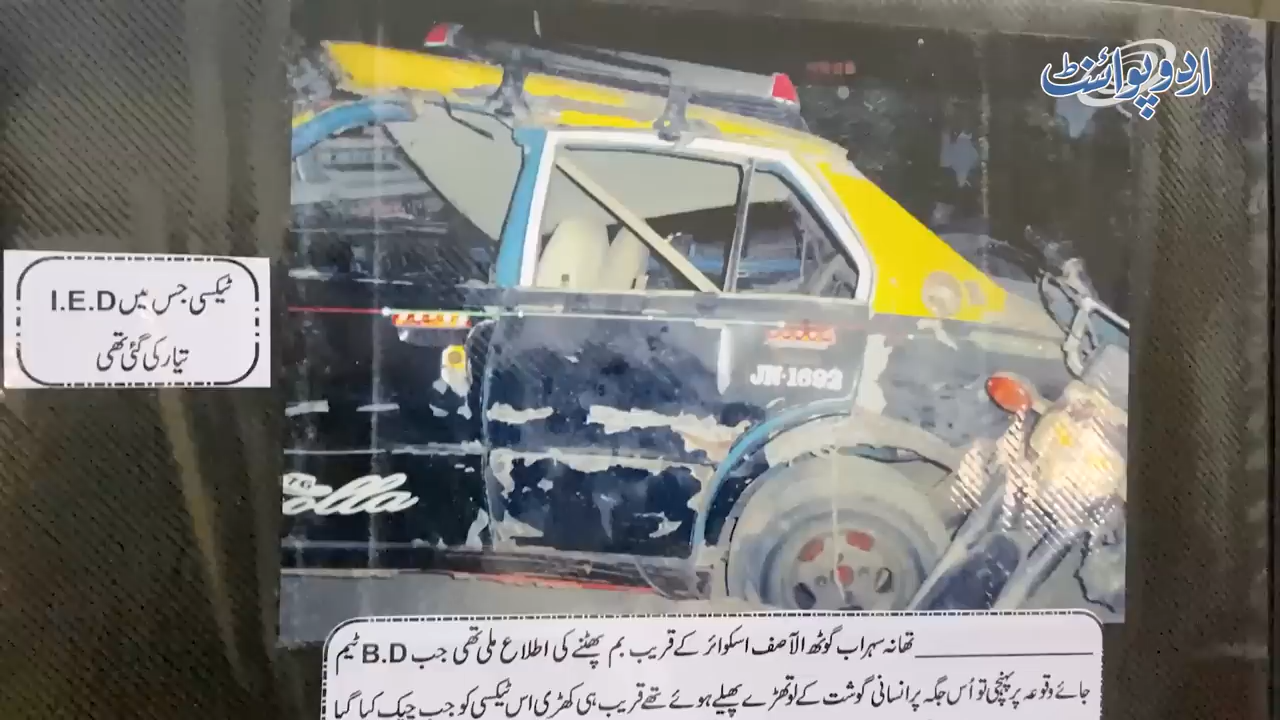 اردو پوائنٹ
ٹیکسی جس میں I.E.D
تیار کی گئی تھی
JN-1692
olla
تھانہ سہراب گوٹھ الآصف اسکوائر کے قریب بم پھٹنے کی اطلاع ملی تھی جب B.D ٹیم
جائے وقوعہ پر پہنچی تو اُس جگہ پر انسانی گوشت کے لوتھڑے پھیلے ہوئے تھے قریب ہی کھڑی اس ٹیکسی کو جب چیک کیا گیا